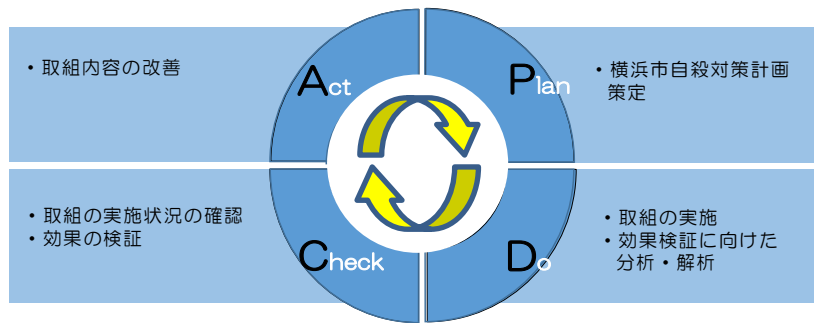 ・取組内容の改善
Act
Plan
・横浜市自殺対策計画
策定
・取組の実施状況の確認
・効果の検証
Check
Do
・取組の実施
・効果検証に向けた
分析・解析